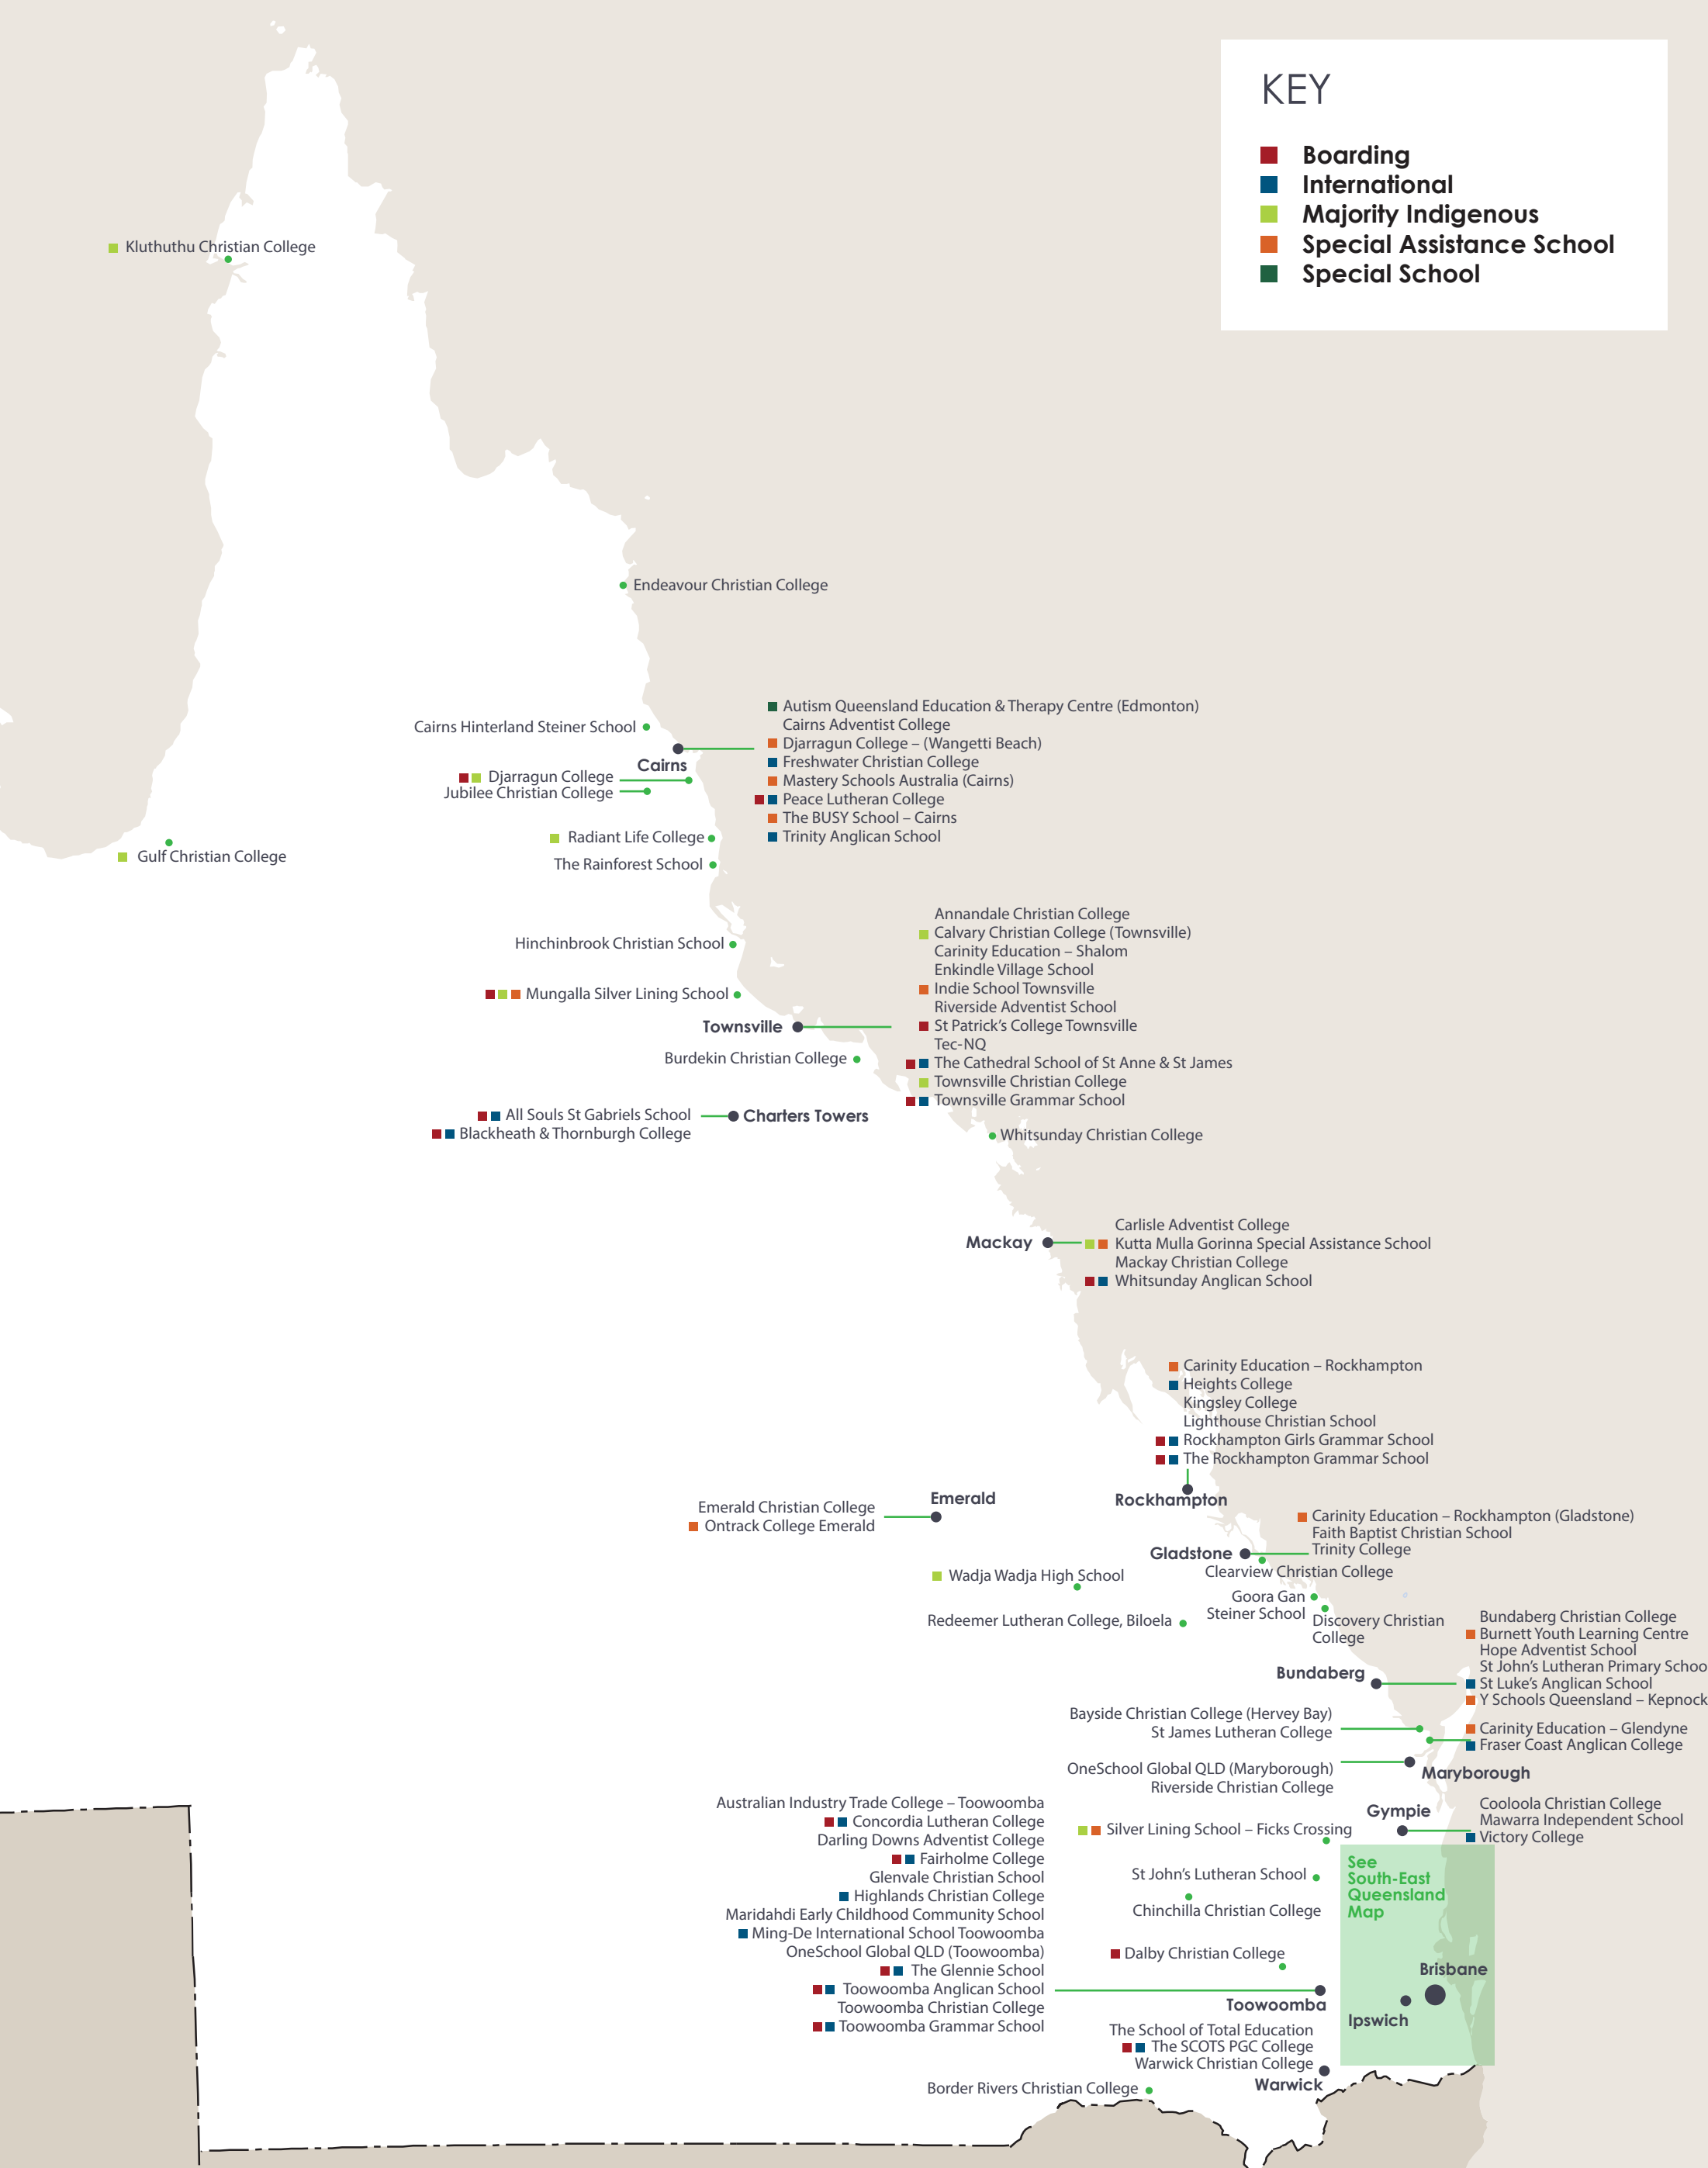 KEY
Boarding
International
Majority Indigenous
Special Assistance School
Special School
Kluthuthu Christian College
Endeavour Christian College
Cairns Hinterland Steiner School
Cairns
Autism Queensland Education & Therapy Centre (Edmonton)
Cairns Adventist College
Djarragun College – (Wangetti Beach)
Freshwater Christian College
Mastery Schools Australia (Cairns)
Peace Lutheran College
The BUSY School – Cairns
Trinity Anglican School
Djarragun College
Jubilee Christian College
Radiant Life College
The Rainforest School
Gulf Christian College
Hinchinbrook Christian School
Mungalla Silver Lining School
Townsville
Annandale Christian College
Calvary Christian College (Townsville)
Carinity Education – Shalom
Enkindle Village School
Indie School Townsville
Riverside Adventist School
St Patrick's College Townsville
Tec-NQ
The Cathedral School of St Anne & St James
Townsville Christian College
Townsville Grammar School
Burdekin Christian College
All Souls St Gabriels School
Blackheath & Thornburgh College
Charters Towers
Whitsunday Christian College
Mackay
Carlisle Adventist College
Kutta Mulla Gorinna Special Assistance School
Mackay Christian College
Whitsunday Anglican School
Carinity Education – Rockhampton
Heights College
Kingsley College
Lighthouse Christian School
Rockhampton Girls Grammar School
The Rockhampton Grammar School
Rockhampton
Emerald
Emerald Christian College
Ontrack College Emerald
Gladstone
Carinity Education – Rockhampton (Gladstone)
Faith Baptist Christian School
Trinity College
Clearview Christian College
Wadja Wadja High School
Goora Gan
Steiner School
Redeemer Lutheran College, Biloela
Discovery Christian
College
Bundaberg
Bundaberg Christian College
Burnett Youth Learning Centre
Hope Adventist School
St John's Lutheran Primary Schoo
St Luke's Anglican School
Y Schools Queensland – Kepnock
Bayside Christian College (Hervey Bay)
St James Lutheran College
Carinity Education – Glendyne
Fraser Coast Anglican College
OneSchool Global QLD (Maryborough)
Riverside Christian College
Maryborough
Gympie
Cooloola Christian College
Mawarra Independent School
Victory College
Silver Lining School – Ficks Crossing
St John's Lutheran School
Chinchilla Christian College
Dalby Christian College
Australian Industry Trade College – Toowoomba
Concordia Lutheran College
Darling Downs Adventist College
Fairholme College
Glenvale Christian School
Highlands Christian College
Maridahdi Early Childhood Community School
Ming-De International School Toowoomba
OneSchool Global QLD (Toowoomba)
The Glennie School
Toowoomba Anglican School
Toowoomba Christian College
Toowoomba Grammar School
Toowoomba
See
South-East
Queensland
Map
Brisbane
Ipswich
The School of Total Education
The SCOTS PGC College
Warwick Christian College
Warwick
Border Rivers Christian College